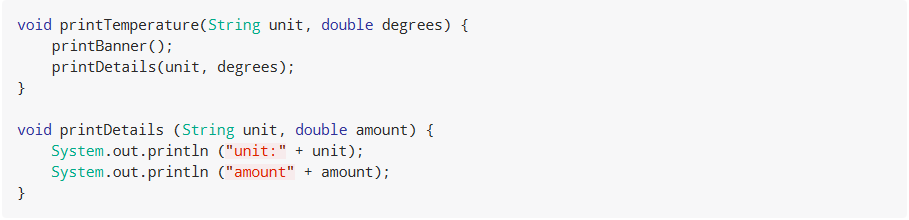 void printTemperature(String unit, double degrees) {
    printBanner();
    printDetails(unit, degrees);
}

void printDetails (String unit, double amount) {
    System.out.println ("unit:" + unit);
    System.out.println ("amount" + amount);
}